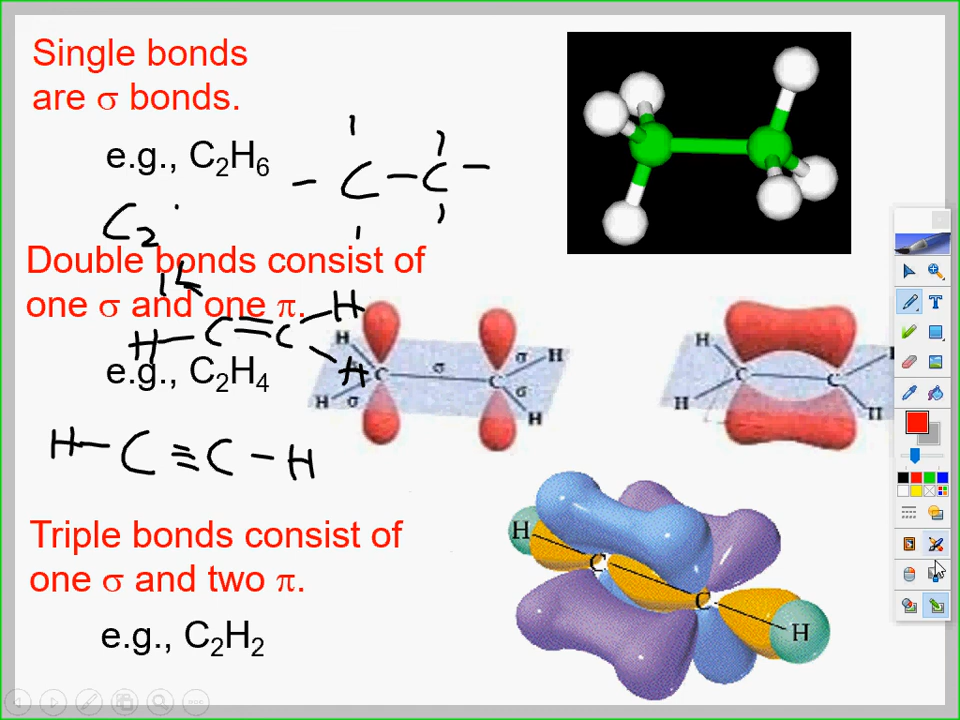 Single bonds
are σ bonds.
e.g., C₂H₆
C – C
C₂
Double bonds consist of
one σ and one π.
H – C = C
H
H
e.g., C₂H₄
H
H
σ
C
σ
C
σ
H
σ
H
H
H
C
C
H
H – C ≡ C – H
Triple bonds consist of
one σ and two π.
e.g., C₂H₂
H
C
C
H
T